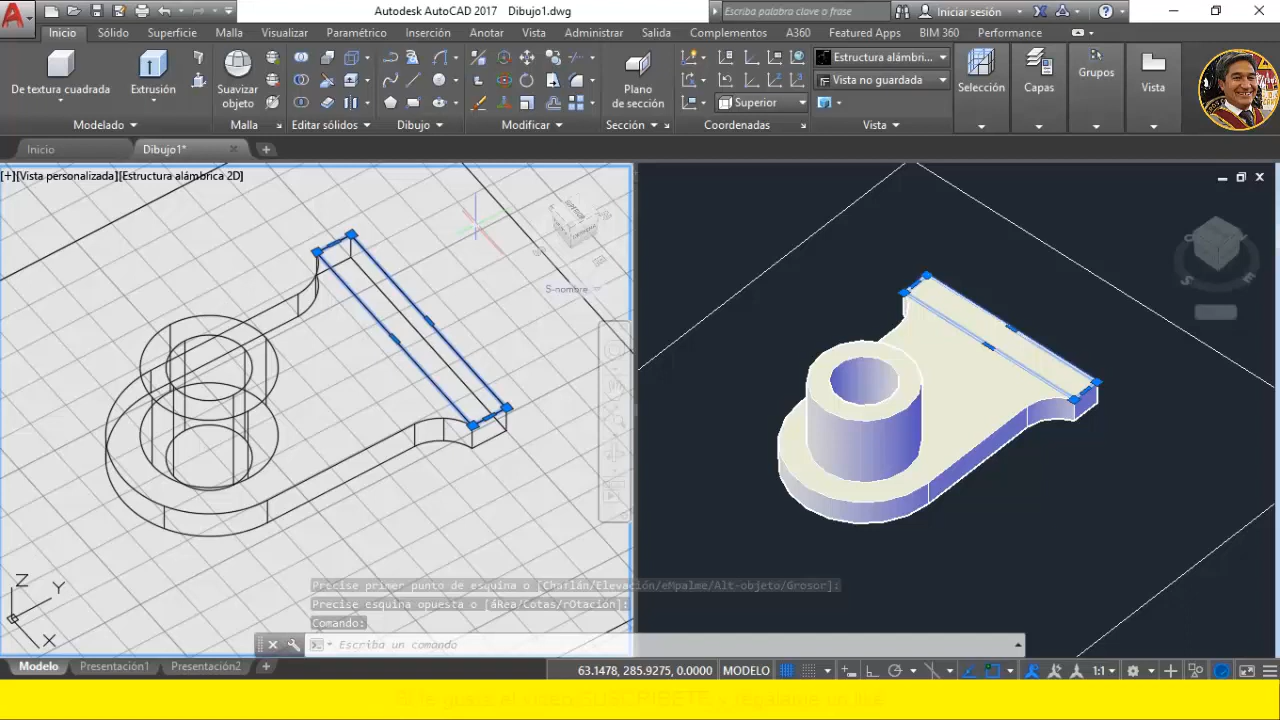 Autodesk AutoCAD 2017 Dibujo1.dwg
Escriba palabra clave o frase
Iniciar sesión
Inicio Sólido Superficie Malla Visualizar Paramétrico Inserción Anotar Vista Administrar Salida Complementos A360 Featured Apps BIM 360 Performance
De textura cuadrada
Extrusión
Suavizar objeto
Plano de sección
Estructura alámbri...
Vista no guardada
Superior
Selección
Capas
Grupos
Vista
Modelado Malla Editar sólidos Dibujo Modificar Sección Coordenadas Vista
Inicio Dibujo1*
[+][Vista personalizada][Estructura alámbrica 2D]
S-nombre
S E
Z Y X
Precise primer punto de esquina o [Chaflán/Elevación/eMpalme/Alt-objeto/Grosor]:
Precise esquina opuesta o [áRea/Cotas/rOtación]:
Comando:
Escriba un comando
Modelo Presentación1 Presentación2
63.1478, 285.9275, 0.0000 MODELO 1:1